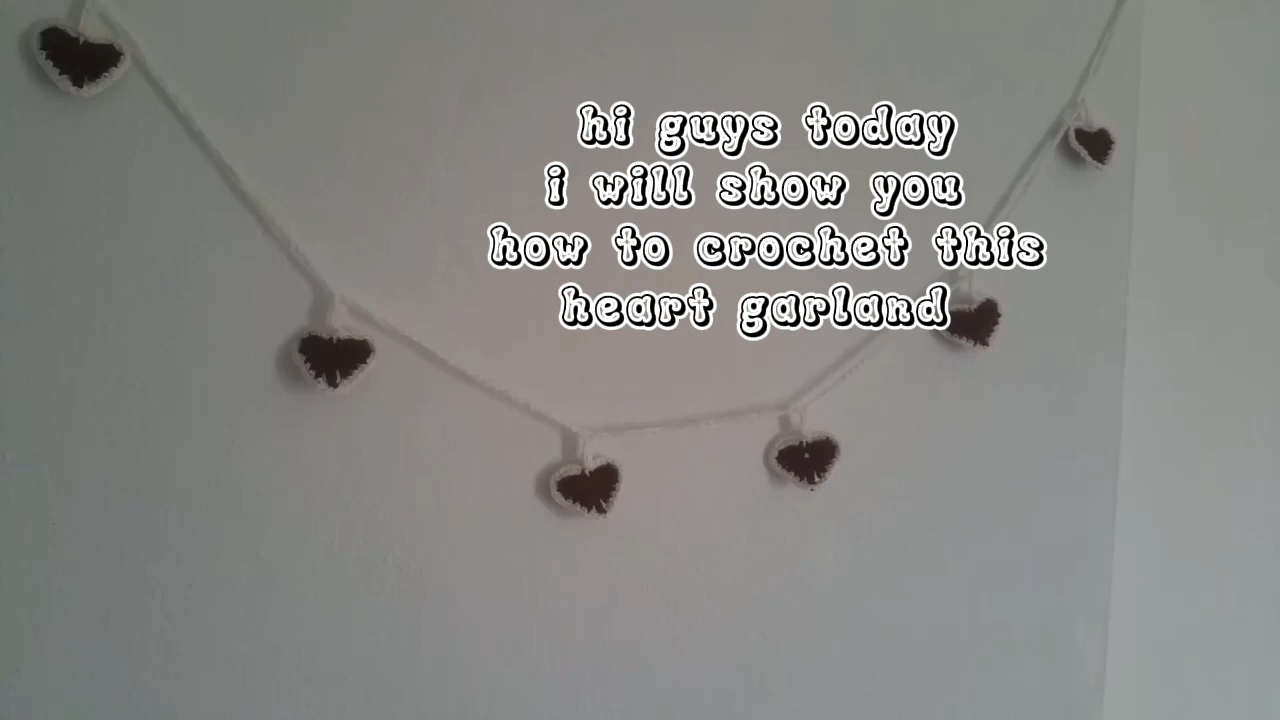 hi guys today
i will show you
how to crochet this
heart garland